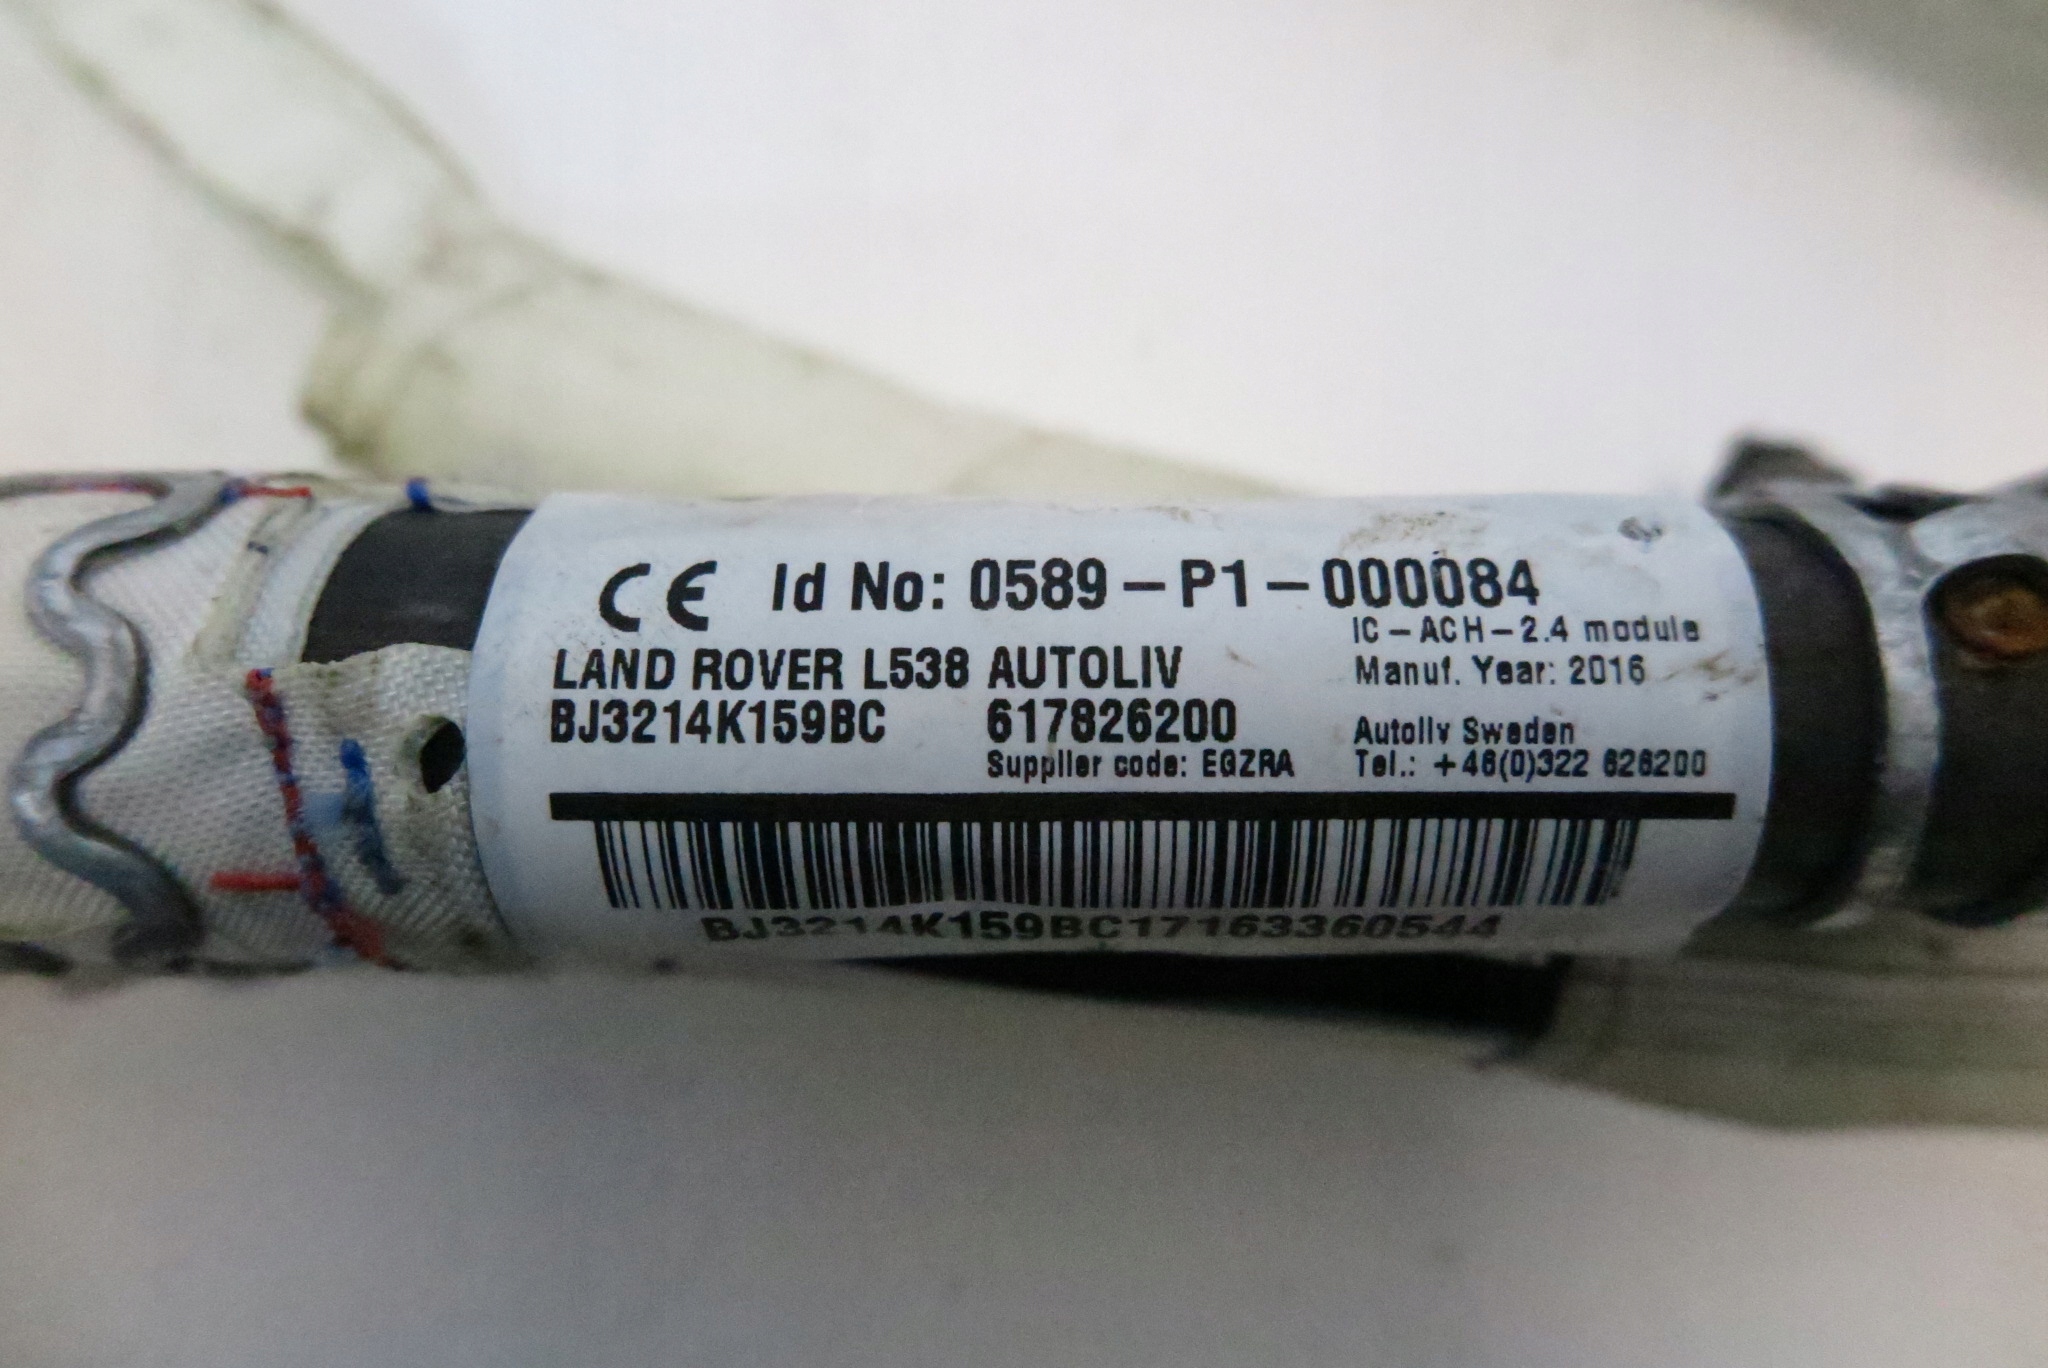 CE Id No: 0589-P1-000084
IC-ACH-2.4 module
LAND ROVER L538 AUTOLIV Manuf. Year: 2016
BJ3214K159BC 617826200 Autoliv Sweden
Supplier code: EGZRA Tel.: +46(0)322 626200
BJ3214K159BC17163360544